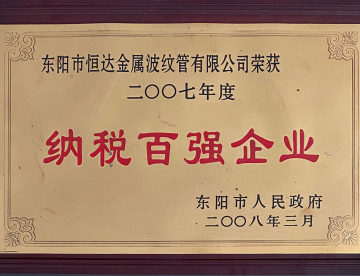 东阳市恒达金属波纹管有限公司荣获
二〇〇七年度
纳税百强企业
东阳市人民政府
二〇〇八年三月